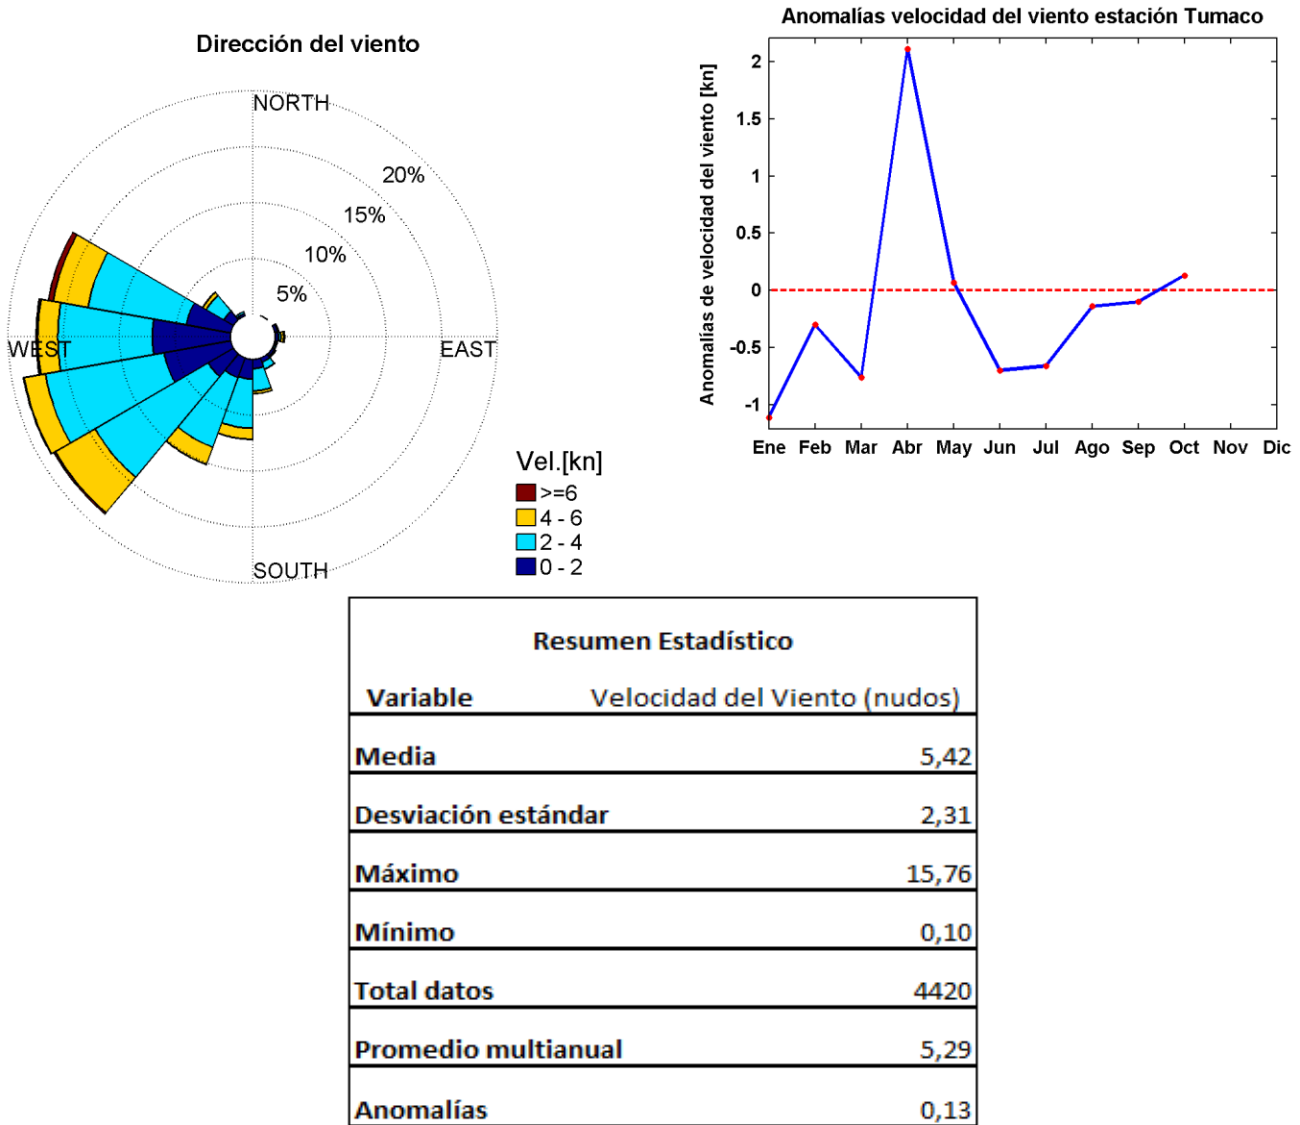 Dirección del viento
NORTH
20%
15%
10%
5%
WEST
EAST
SOUTH
Vel.[kn]
>=6
4 - 6
2 - 4
0 - 2
Anomalías velocidad del viento estación Tumaco
Anomalías de velocidad del viento [kn]
2
1.5
1
0.5
0
-0.5
-1
Ene Feb Mar Abr May Jun Jul Ago Sep Oct Nov Dic
Resumen Estadístico
Variable Velocidad del Viento (nudos)
Media 5,42
Desviación estándar 2,31
Máximo 15,76
Mínimo 0,10
Total datos 4420
Promedio multianual 5,29
Anomalías 0,13